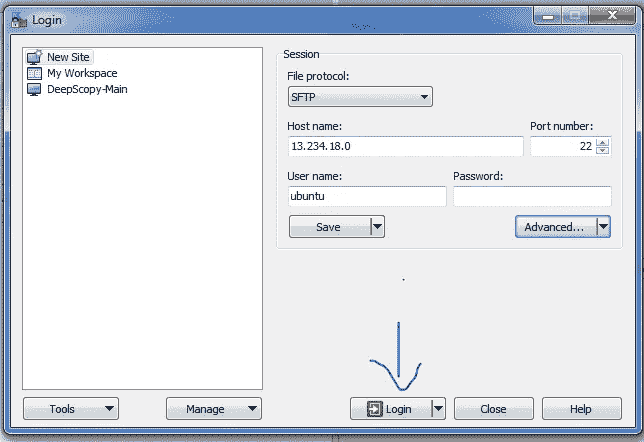 Login
New Site
My Workspace
DeepScopy-Main
Session
File protocol:
SFTP
Host name: Port number:
13.234.18.0 22
User name: Password:
ubuntu
Save Advanced...
Tools Manage Login Close Help